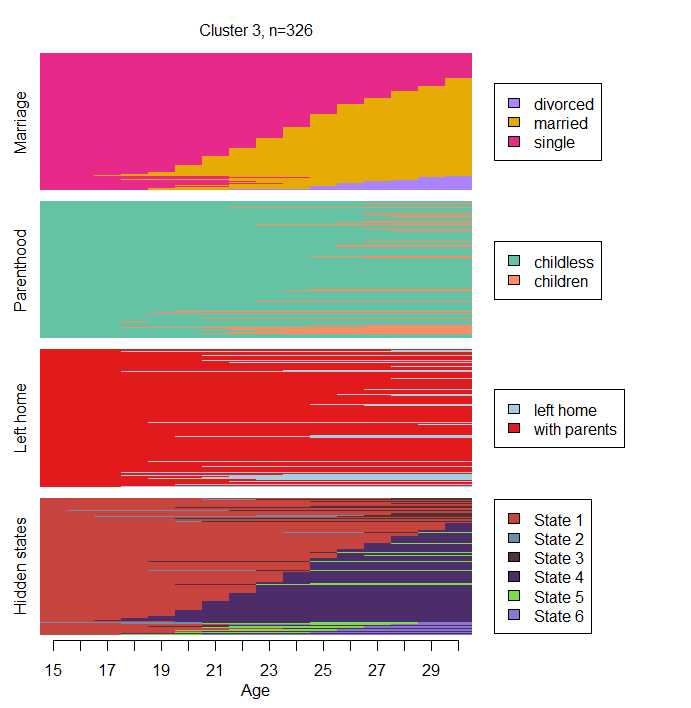 Cluster 3, n=326
Marriage
divorced
married
single
Parenthood
childless
children
Left home
left home
with parents
Hidden states
State 1
State 2
State 3
State 4
State 5
State 6
15 17 19 21 23 25 27 29
Age